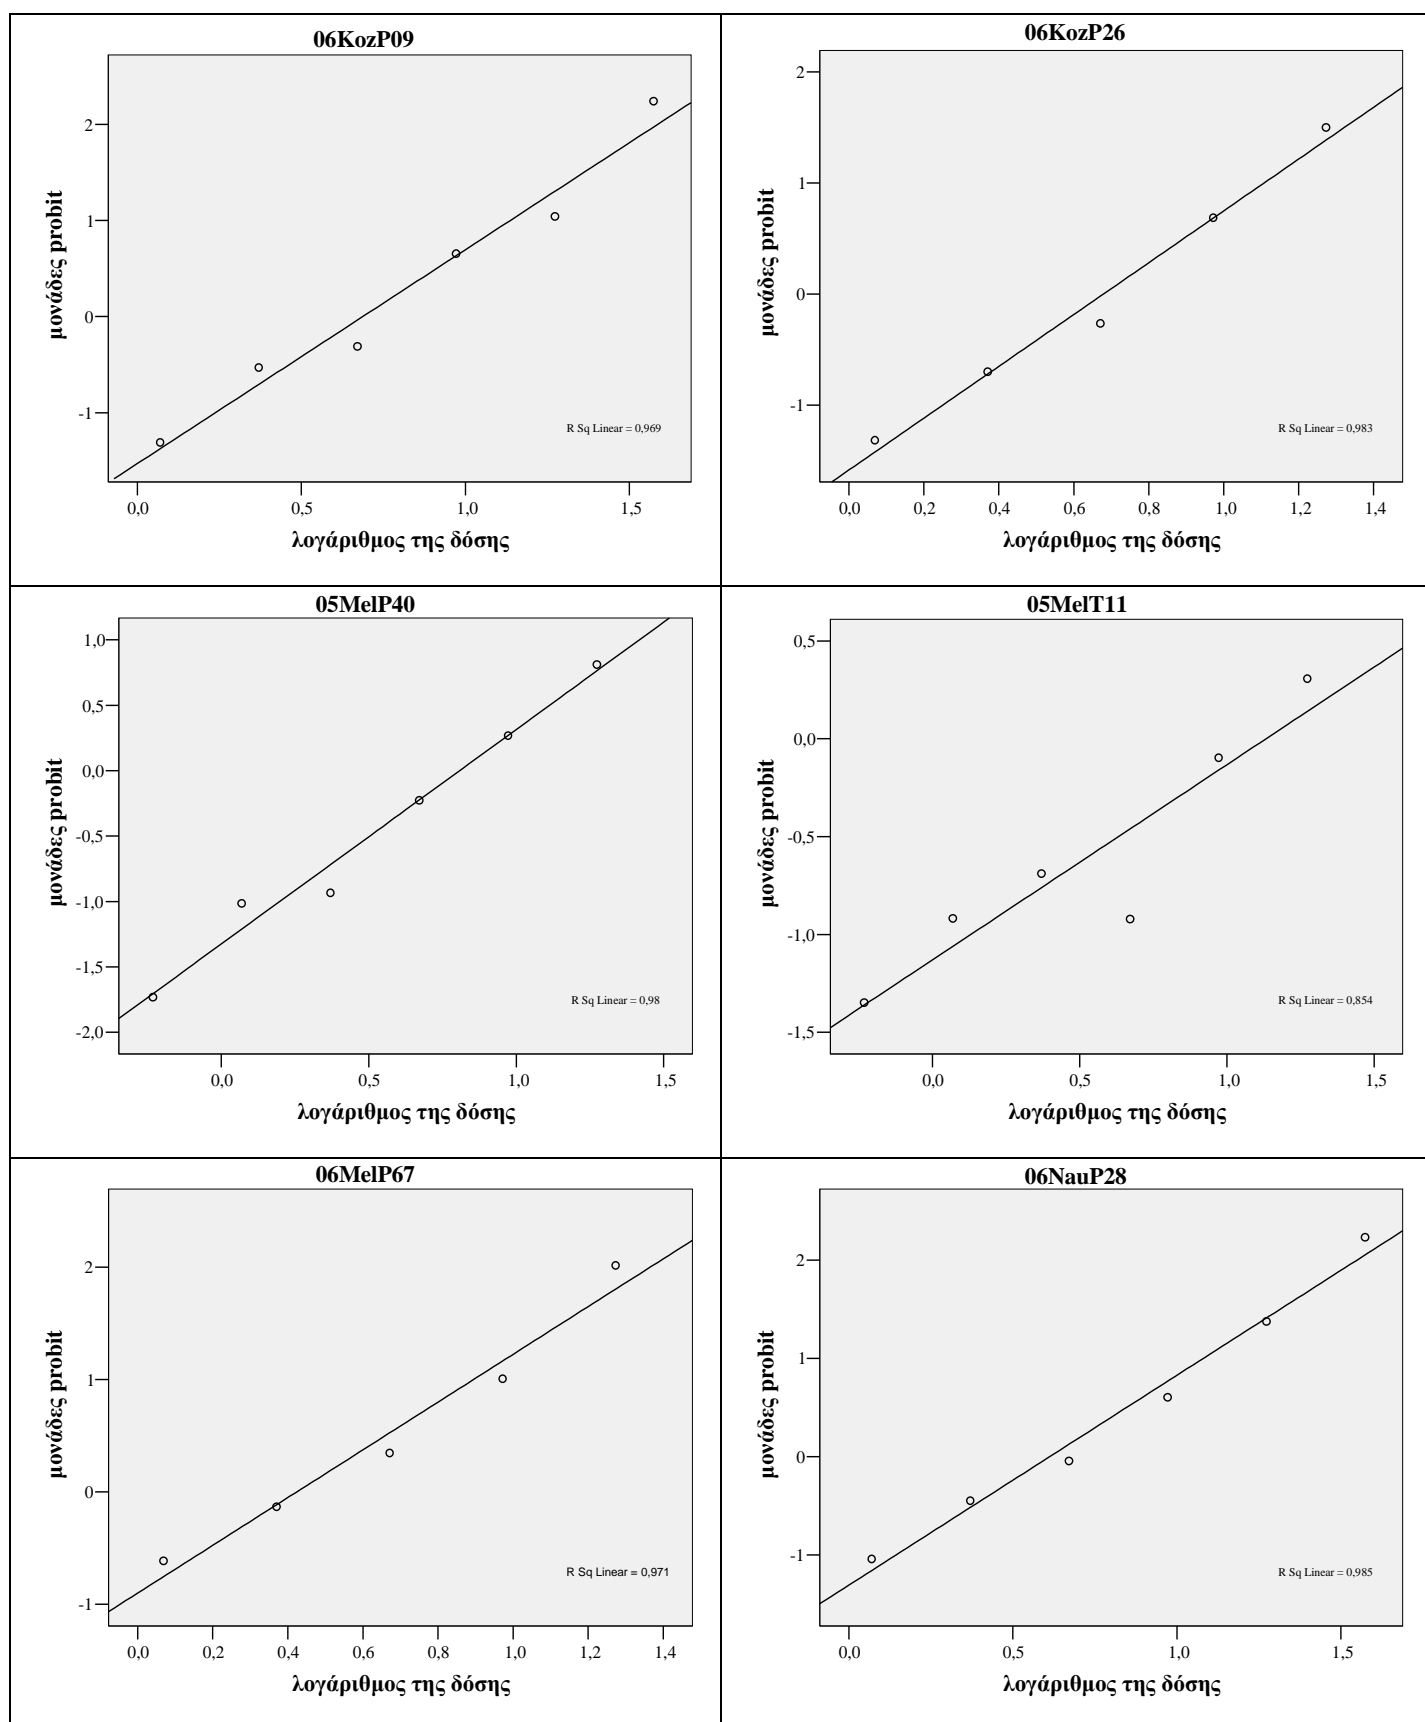 06KozP09
2
1
0
-1
μονάδες probit
R Sq Linear = 0,969
0,0 0,5 1,0 1,5
λογάριθμος της δόσης
06KozP26
2
1
0
-1
μονάδες probit
R Sq Linear = 0,983
0,0 0,2 0,4 0,6 0,8 1,0 1,2 1,4
λογάριθμος της δόσης
05MelP40
1,0
0,5
0,0
-0,5
-1,0
-1,5
-2,0
μονάδες probit
R Sq Linear = 0,98
0,0 0,5 1,0 1,5
λογάριθμος της δόσης
05MelT11
0,5
0,0
-0,5
-1,0
-1,5
μονάδες probit
R Sq Linear = 0,854
0,0 0,5 1,0 1,5
λογάριθμος της δόσης
06MelP67
2
1
0
-1
μονάδες probit
R Sq Linear = 0,971
0,0 0,2 0,4 0,6 0,8 1,0 1,2 1,4
λογάριθμος της δόσης
06NauP28
2
1
0
-1
μονάδες probit
R Sq Linear = 0,985
0,0 0,5 1,0 1,5
λογάριθμος της δόσης